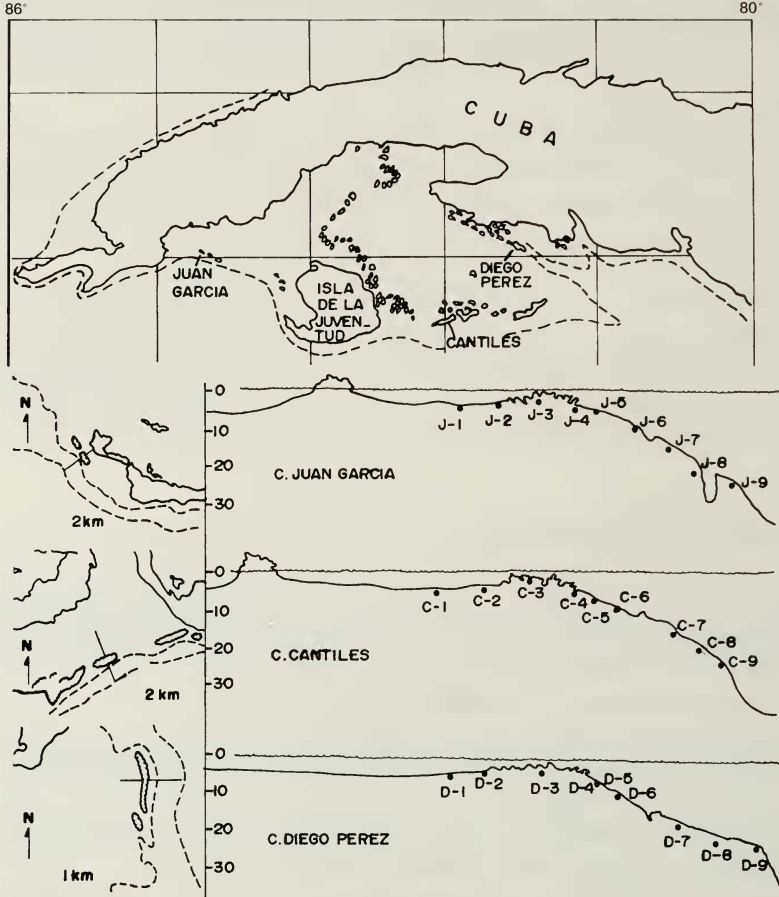 86°
80°
CUBA
JUAN
GARCIA
DIEGO
PEREZ
ISLA
DE LA
JUVEN-
TUD
CANTILES
N
2 km
-0
-10
-20
-30
C. JUAN GARCIA
J-1
J-2
J-3
J-4
J-5
J-6
J-7
J-8
J-9
N
2 km
-0
-10
-20
-30
C. CANTILES
C-1
C-2
C-3
C-4
C-5
C-6
C-7
C-8
C-9
N
1 km
-0
-10
-20
-30
C. DIEGO PEREZ
D-1
D-2
D-3
D-4
D-5
D-6
D-7
D-8
D-9